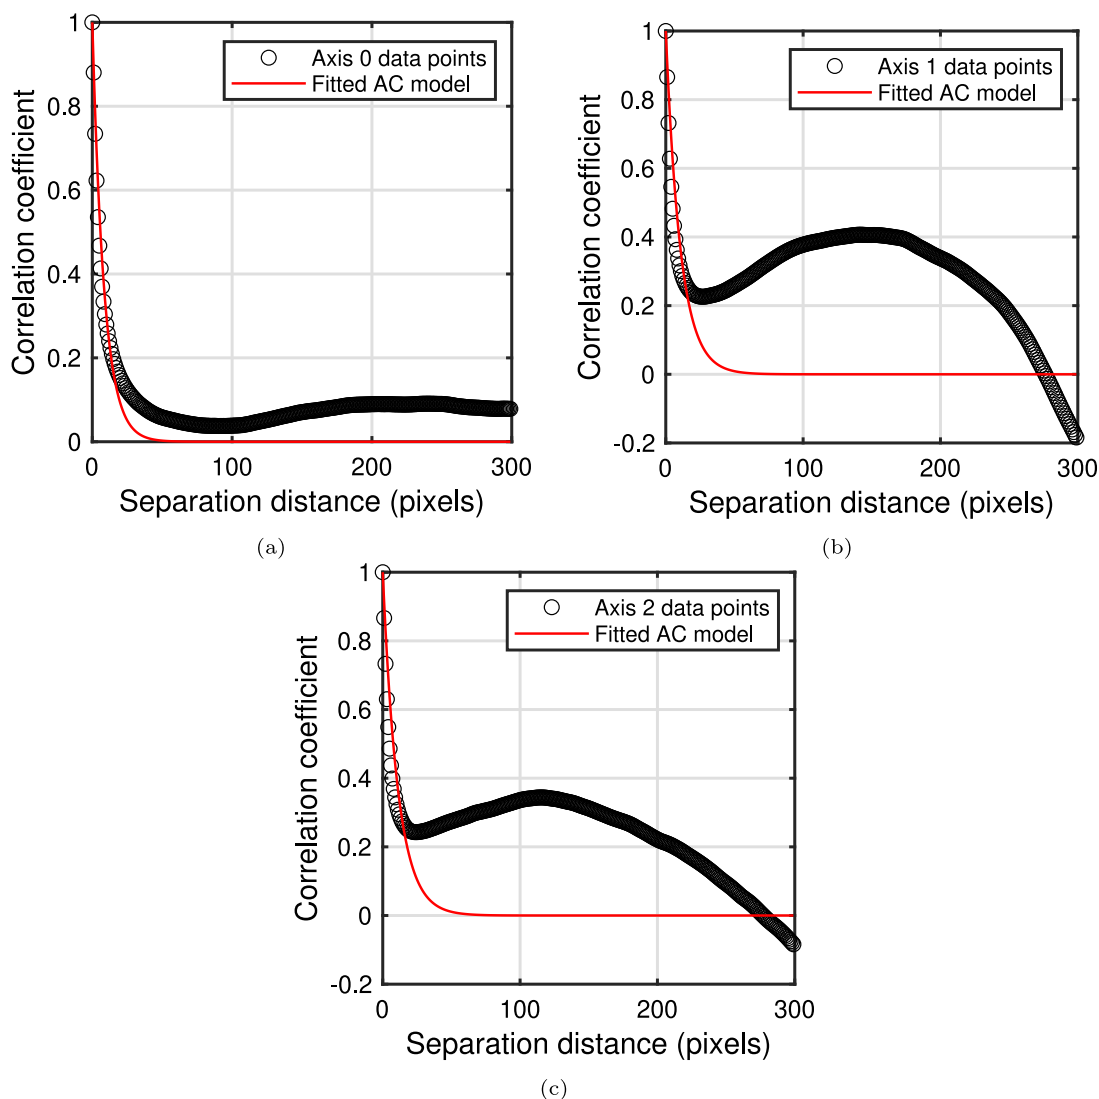 1
0.8
0.6
0.4
0.2
0
0
100
200
300
Correlation coefficient
Separation distance (pixels)
Axis 0 data points
Fitted AC model
(a)
1
0.8
0.6
0.4
0.2
0
-0.2
0
100
200
300
Correlation coefficient
Separation distance (pixels)
Axis 1 data points
Fitted AC model
(b)
1
0.8
0.6
0.4
0.2
0
-0.2
0
100
200
300
Correlation coefficient
Separation distance (pixels)
Axis 2 data points
Fitted AC model
(c)